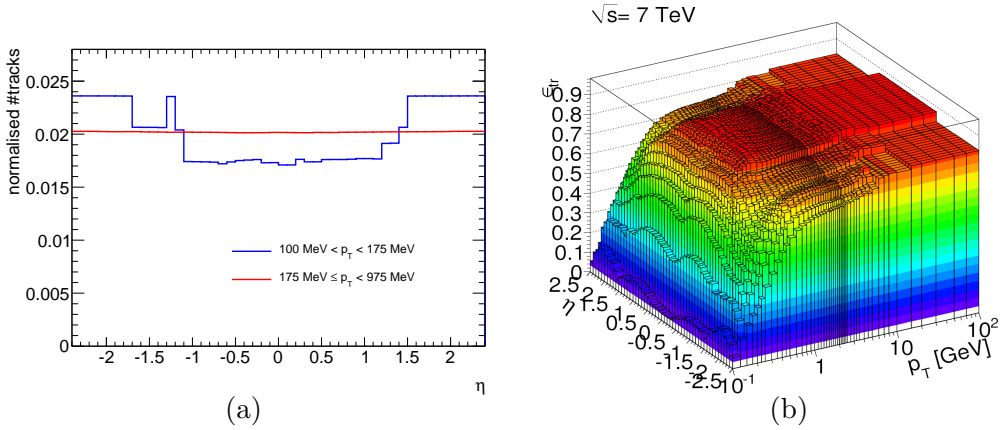 normalised #tracks
0.025
0.02
0.015
0.01
0.005
0
100 MeV < p_T < 175 MeV
175 MeV ≤ p_T < 975 MeV
-2 -1.5 -1 -0.5 0 0.5 1 1.5 2
η
(a)
√s= 7 TeV
∈tr
0.9
0.8
0.7
0.6
0.5
0.4
0.3
0.2
0.1
0
2.5 2 1.5 1 0.5 0 -0.5 -1 -1.5 -2 -2.5
η
10^-1 1 10 10^2
p_T [GeV]
(b)